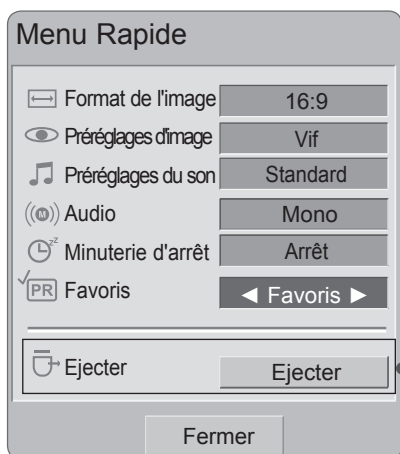 Menu Rapide
Format de l'image 16:9
Préréglages d'image Vif
Préréglages du son Standard
Audio Mono
Minuterie d'arrêt Arrêt
PR Favoris ◄ Favoris ►
Ejecter Ejecter
Fermer